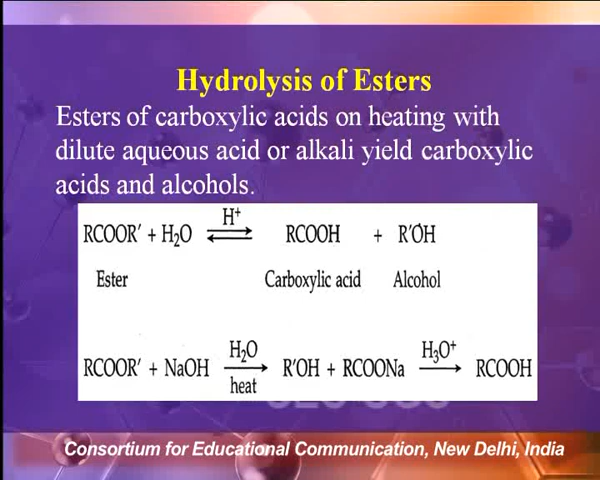 Hydrolysis of Esters
Esters of carboxylic acids on heating with
dilute aqueous acid or alkali yield carboxylic
acids and alcohols.
H⁺
RCOOR′ + H₂O ⇌ RCOOH + R′OH
Ester Carboxylic acid Alcohol
H₂O H₃O⁺
RCOOR′ + NaOH → R′OH + RCOONa → RCOOH
heat
Consortium for Educational Communication, New Delhi, India